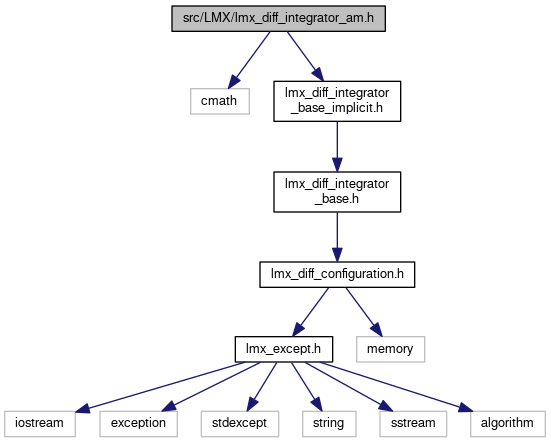 src/LMX/lmx_diff_integrator_am.h
cmath
lmx_diff_integrator
_base_implicit.h
lmx_diff_integrator
_base.h
lmx_diff_configuration.h
lmx_except.h
memory
iostream
exception
stdexcept
string
sstream
algorithm